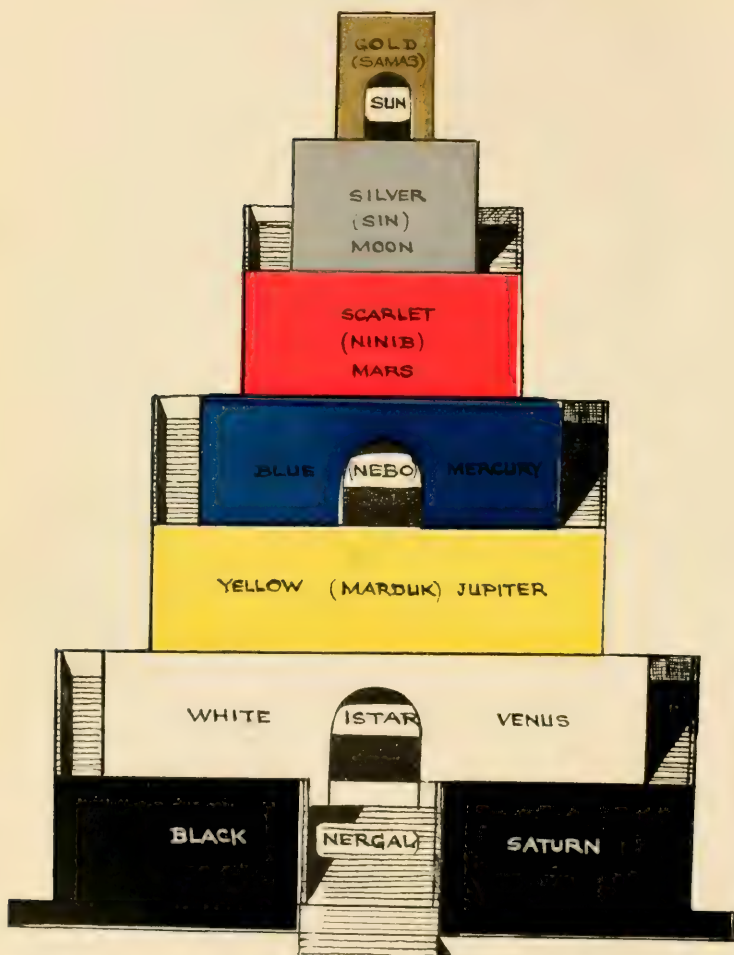 GOLD
(SAMAS)
SUN
SILVER
(SIN)
MOON
SCARLET
(NINIB)
MARS
BLUE (NEBO) MERCURY
YELLOW (MARDUK) JUPITER
WHITE ISTAR VENUS
BLACK NERGAL) SATURN